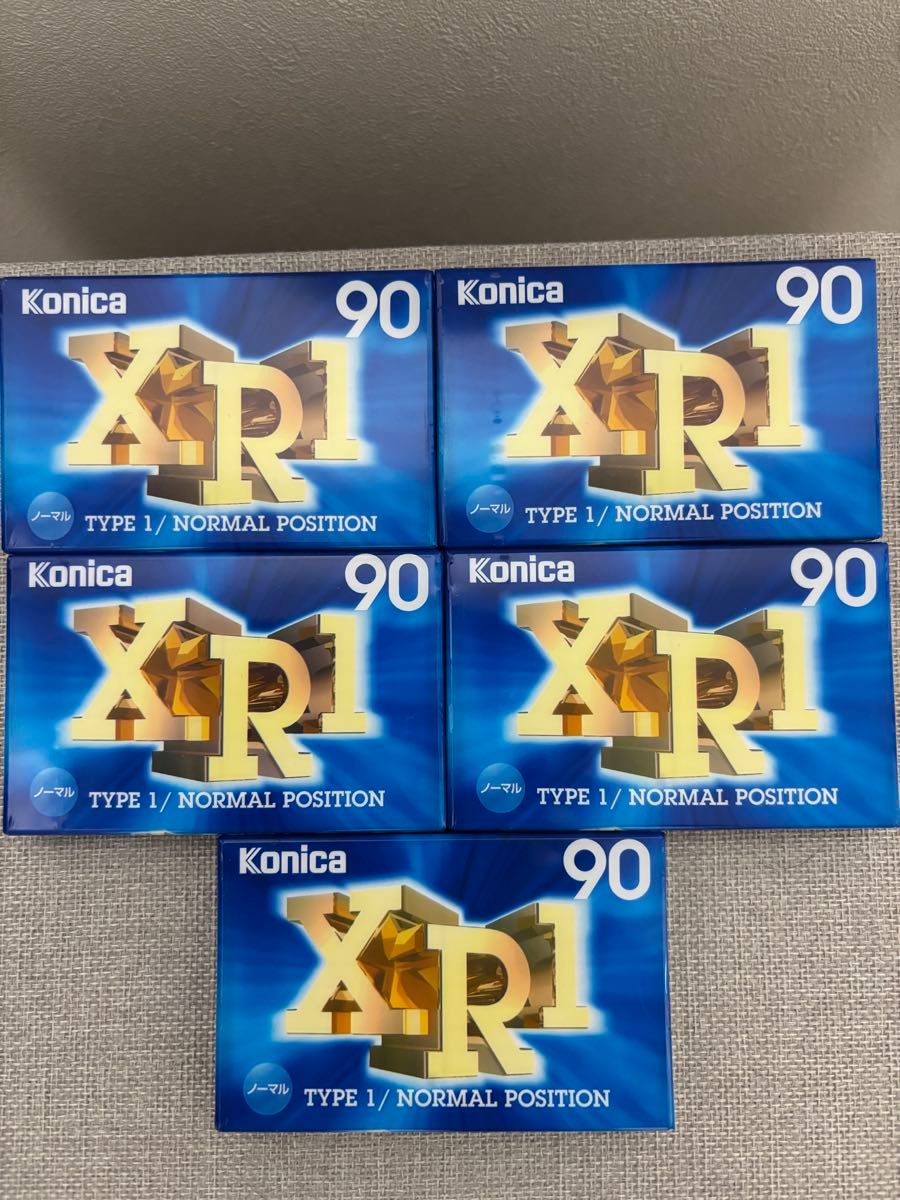 Konica 90
XR1
ノーマル TYPE 1/ NORMAL POSITION
Konica 90
XR1
ノーマル TYPE 1/ NORMAL POSITION
Konica 90
XR1
ノーマル TYPE 1/ NORMAL POSITION
Konica 90
XR1
ノーマル TYPE 1/ NORMAL POSITION
Konica 90
XR1
ノーマル TYPE 1/ NORMAL POSITION